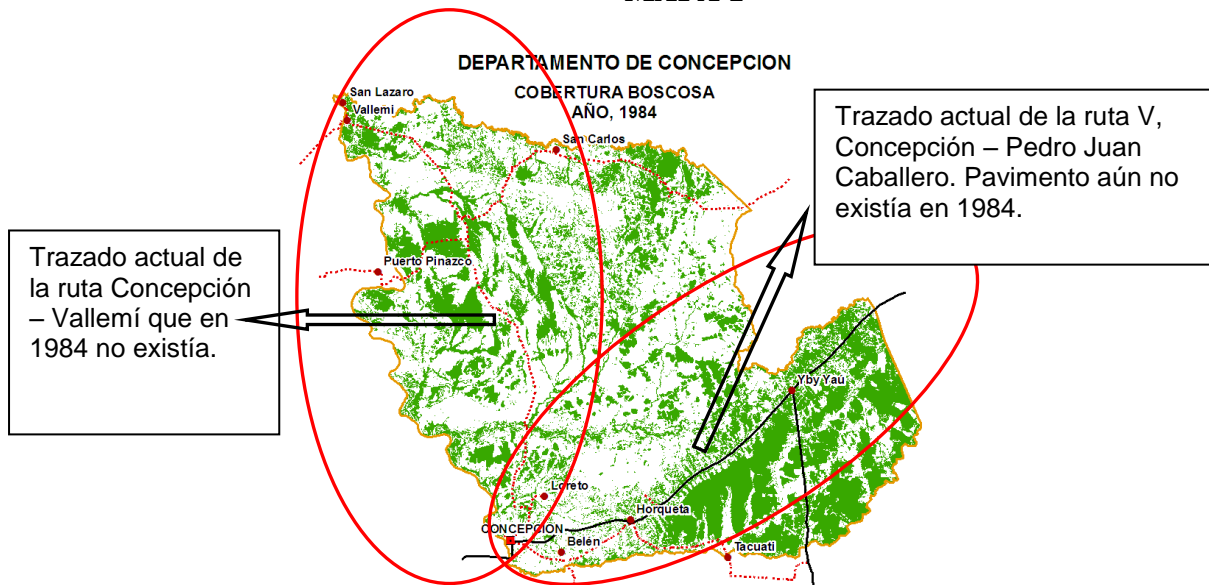 DEPARTAMENTO DE CONCEPCION
COBERTURA BOSCOSA
AÑO, 1984
San Lazaro
Vallemi
San Carlos
Trazado actual de la ruta V,
Concepción – Pedro Juan
Caballero. Pavimento aún no
existía en 1984.
Trazado actual de
la ruta Concepción
– Vallemí que en
1984 no existía.
Puerto Pinazco
Yby Yaú
Loreto
Horqueta
CONCEPCION
Belén
Tacuati